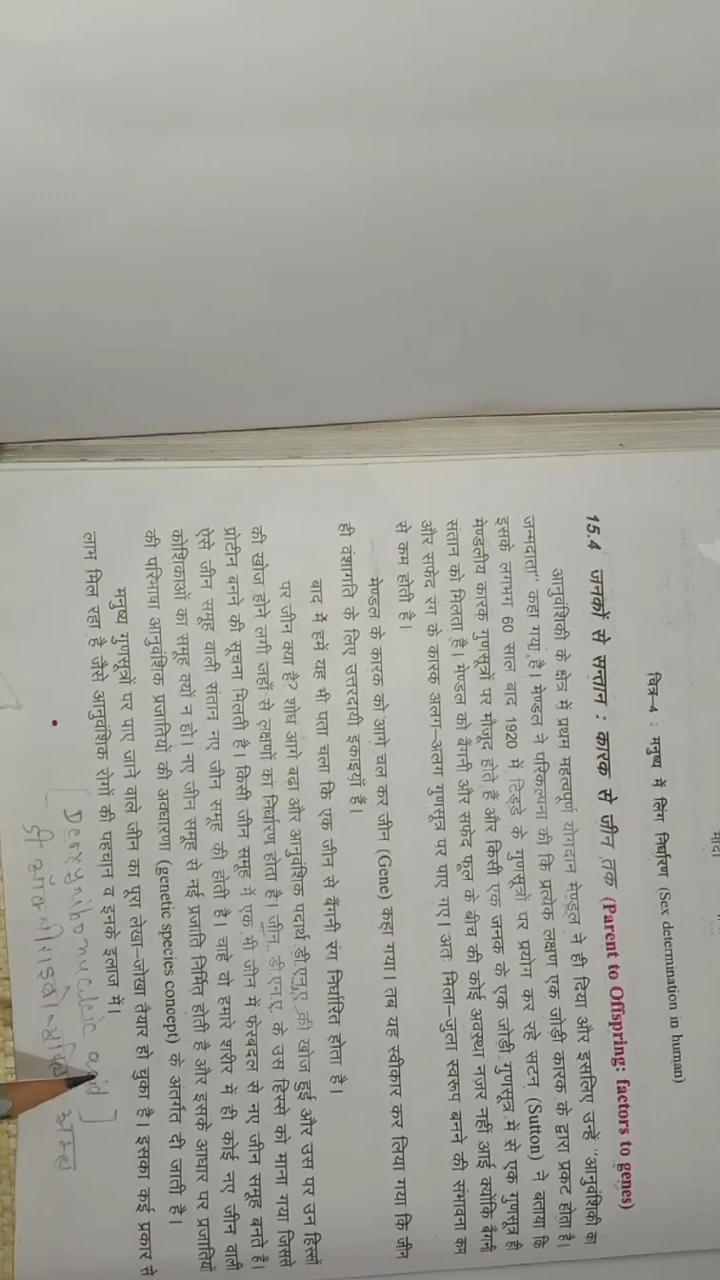 मादा
चित्र–4 : मनुष्य में लिंग निर्धारण (Sex determination in human)
15.4 जनकों से सन्तान : कारक से जीन तक (Parent to Offspring: factors to genes)
आनुवंशिकी के क्षेत्र में प्रथम महत्वपूर्ण योगदान मेण्डल ने ही दिया और इसलिए उन्हें "आनुवंशिकी का
जन्मदाता" कहा गया है। मेण्डल ने परिकल्पना की कि प्रत्येक लक्षण एक जोड़ी कारक के द्वारा प्रकट होता है।
इसके लगभग 60 साल बाद 1920 में टिड्डे के गुणसूत्रों पर प्रयोग कर रहे सटन (Sutton) ने बताया कि
मेण्डलीय कारक गुणसूत्रों पर मौजूद होते हैं और किसी एक जनक के एक जोड़ी गुणसूत्र में से एक गुणसूत्र ही
संतान को मिलता है। मेण्डल को बैंगनी और सफेद फूल के बीच की कोई अवस्था नज़र नहीं आई क्योंकि बैंगनी
और सफेद रंग के कारक अलग–अलग गुणसूत्र पर पाए गए। अतः मिला–जुला स्वरूप बनने की संभावना कम
से कम होती है।
मेण्डल के कारक को आगे चल कर जीन (Gene) कहा गया। तब यह स्वीकार कर लिया गया कि जीन
ही वंशागति के लिए उत्तरदायी इकाइयाँ हैं।
बाद में हमें यह भी पता चला कि एक जीन से बैंगनी रंग निर्धारित होता है।
पर जीन क्या है? शोध आगे बढ़ा और आनुवंशिक पदार्थ डी.एन.ए. की खोज हुई और उस पर उन हिस्सों
की खोज होने लगी जहाँ से लक्षणों का निर्धारण होता है। जीन, डी.एन.ए. के उस हिस्से को माना गया जिससे
प्रोटीन बनने की सूचना मिलती है। किसी जीन समूह में एक भी जीन में फेरबदल से नए जीन समूह बनते हैं।
ऐसे जीन समूह वाली संतान नए जीन समूह की होती है। चाहे वो हमारे शरीर में ही कोई नए जीन वाली
कोशिकाओं का समूह क्यों न हो। नए जीन समूह से नई प्रजाति निर्मित होती है और इसके आधार पर प्रजातियों
की परिभाषा आनुवंशिक प्रजातियों की अवधारणा (genetic species concept) के अंतर्गत दी जाती है।
मनुष्य गुणसूत्रों पर पाए जाने वाले जीन का पूरा लेखा–जोखा तैयार हो चुका है। इसका कई प्रकार से
लाभ मिल रहा है जैसे आनुवंशिक रोगों की पहचान व इनके इलाज में।
[Deoxyribonucleic acid]
अम्ल